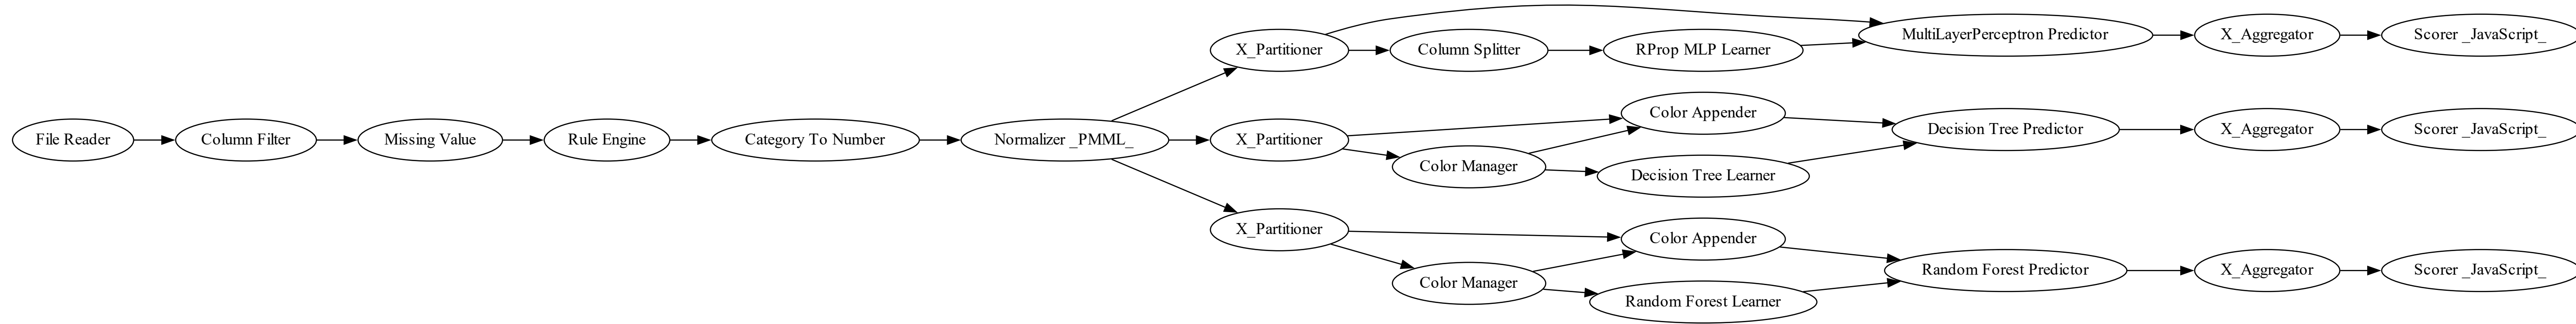 File Reader
Column Filter
Missing Value
Rule Engine
Category To Number
Normalizer _PMML_
X_Partitioner
Column Splitter
RProp MLP Learner
MultiLayerPerceptron Predictor
X_Aggregator
Scorer _JavaScript_
X_Partitioner
Color Manager
Color Appender
Decision Tree Learner
Decision Tree Predictor
X_Aggregator
Scorer _JavaScript_
X_Partitioner
Color Manager
Color Appender
Random Forest Learner
Random Forest Predictor
X_Aggregator
Scorer _JavaScript_